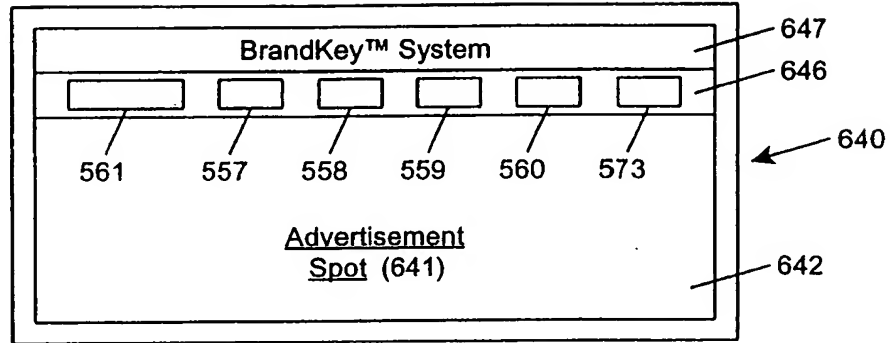 BrandKey™ System
647
646
561 557 558 559 560 573
640
Advertisement
Spot (641)
642